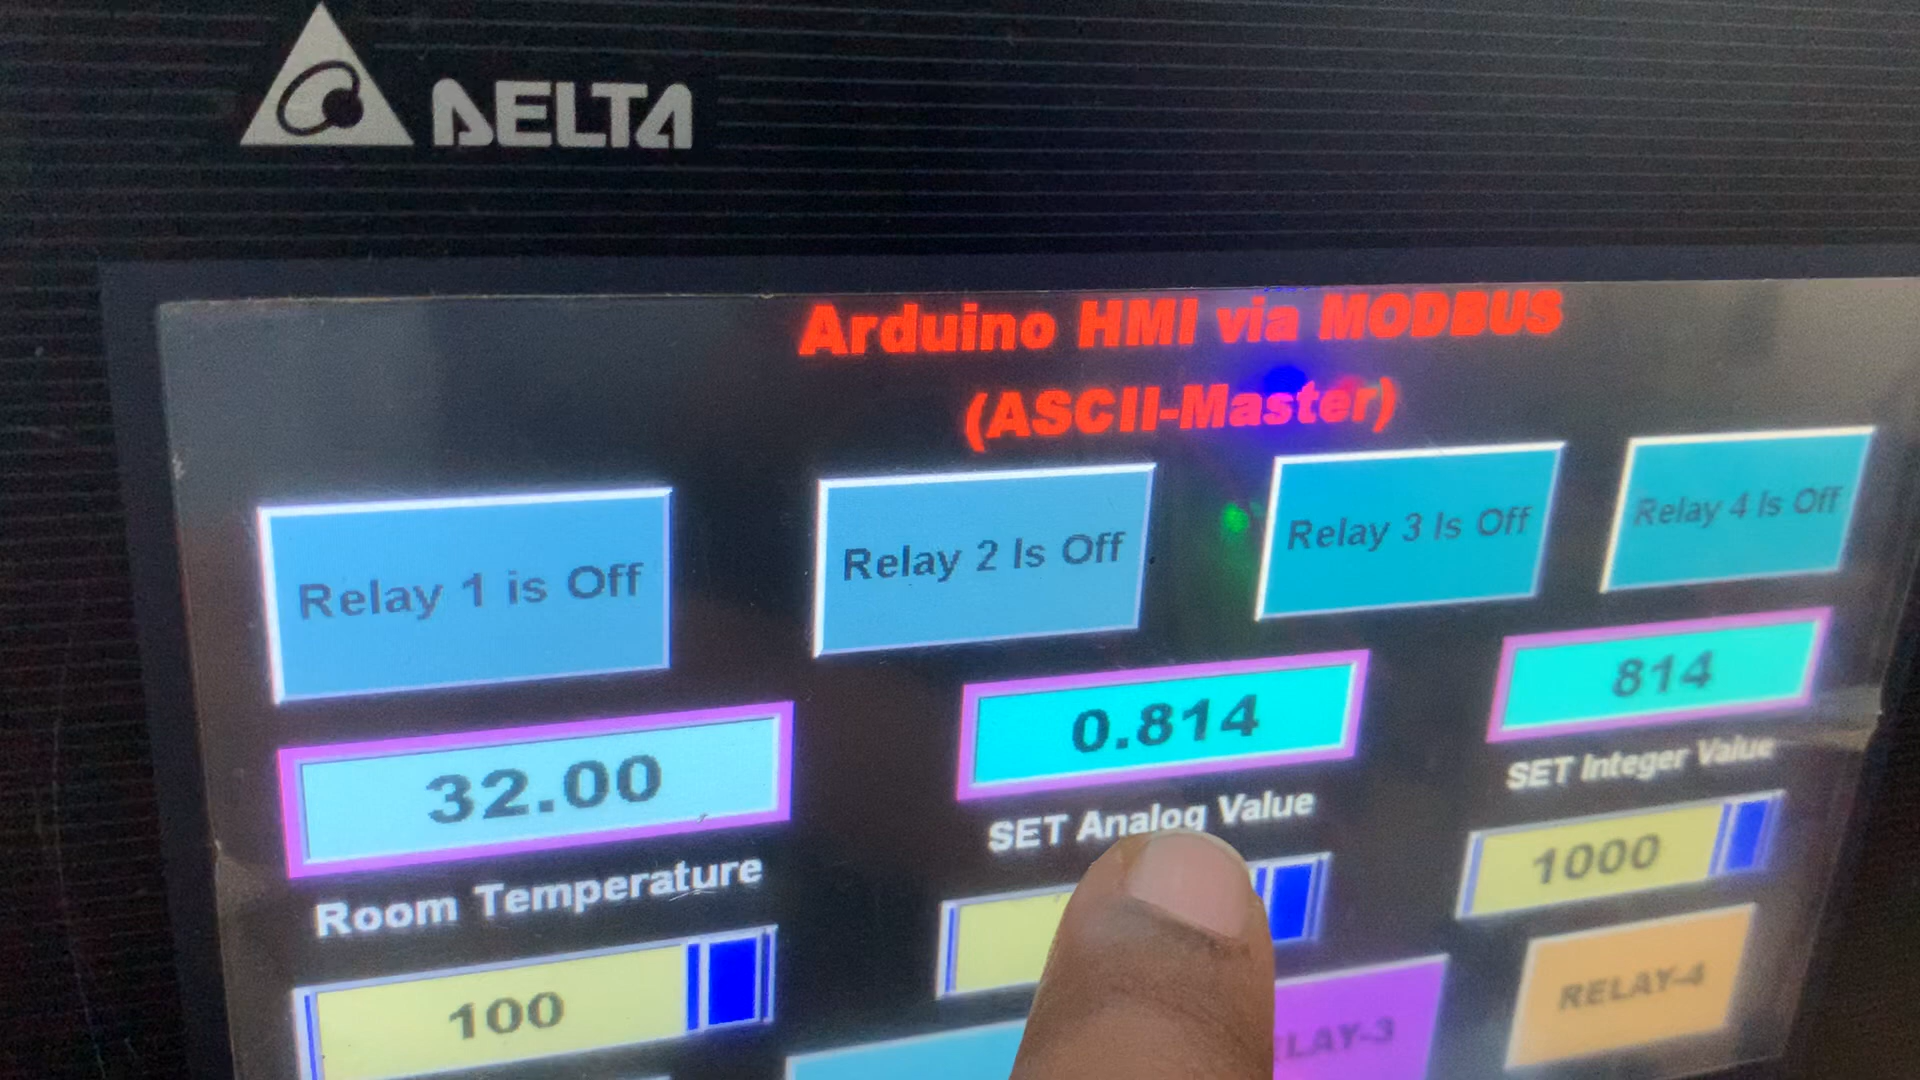 DELTA
Arduino HMI via MODBUS
(ASCII-Master)
Relay 1 is Off
Relay 2 Is Off
Relay 3 Is Off
Relay 4 Is Off
32.00
0.814
814
Room Temperature
SET Analog Value
SET Integer Value
100
1000
RELAY-4